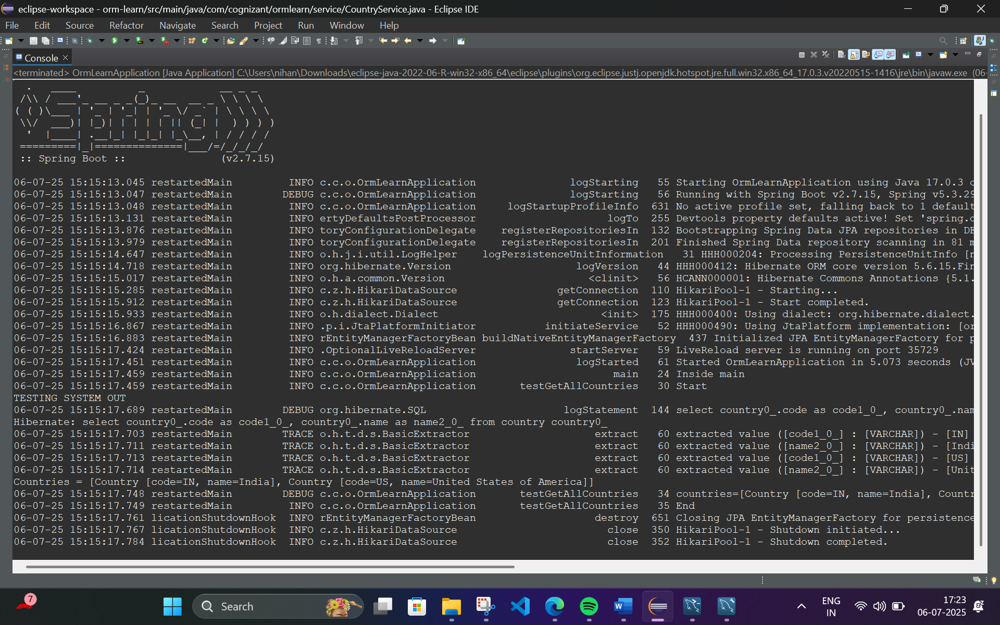 eclipse-workspace - orm-learn/src/main/java/com/cognizant/ormlearn/service/CountryService.java - Eclipse IDE
File Edit Source Refactor Navigate Search Project Run Window Help
Console
<terminated> OrmLearnApplication [Java Application] C:\Users\nihan\Downloads\eclipse-java-2022-06-R-win32-x86_64\eclipse\plugins\org.eclipse.justj.openjdk.hotspot.jre.full.win32.x86_64_17.0.3.v20220515-1416\jre\bin\javaw.exe (06-
:: Spring Boot :: (v2.7.15)
06-07-25 15:15:13.045 restartedMain INFO c.c.o.OrmLearnApplication logStarting 55 Starting OrmLearnApplication using Java 17.0.3 o
06-07-25 15:15:13.047 restartedMain DEBUG c.c.o.OrmLearnApplication logStarting 56 Running with Spring Boot v2.7.15, Spring v5.3.29
06-07-25 15:15:13.048 restartedMain INFO c.c.o.OrmLearnApplication logStartupProfileInfo 631 No active profile set, falling back to 1 default
06-07-25 15:15:13.131 restartedMain INFO ertyDefaultsPostProcessor logTo 255 Devtools property defaults active! Set 'spring.d
06-07-25 15:15:13.876 restartedMain INFO toryConfigurationDelegate registerRepositoriesIn 132 Bootstrapping Spring Data JPA repositories in DE
06-07-25 15:15:13.979 restartedMain INFO toryConfigurationDelegate registerRepositoriesIn 201 Finished Spring Data repository scanning in 81 m
06-07-25 15:15:14.647 restartedMain INFO o.h.j.i.util.LogHelper logPersistenceUnitInformation 31 HHH000204: Processing PersistenceUnitInfo [n
06-07-25 15:15:14.718 restartedMain INFO org.hibernate.Version logVersion 44 HHH000412: Hibernate ORM core version 5.6.15.Fin
06-07-25 15:15:15.017 restartedMain INFO o.h.a.common.Version <clinit> 56 HCANN000001: Hibernate Commons Annotations {5.1.
06-07-25 15:15:15.285 restartedMain INFO c.z.h.HikariDataSource getConnection 110 HikariPool-1 - Starting...
06-07-25 15:15:15.912 restartedMain INFO c.z.h.HikariDataSource getConnection 123 HikariPool-1 - Start completed.
06-07-25 15:15:15.933 restartedMain INFO o.h.dialect.Dialect <init> 175 HHH000400: Using dialect: org.hibernate.dialect.
06-07-25 15:15:16.867 restartedMain INFO .p.i.JtaPlatformInitiator initiateService 52 HHH000490: Using JtaPlatform implementation: [or
06-07-25 15:15:16.883 restartedMain INFO rEntityManagerFactoryBean buildNativeEntityManagerFactory 437 Initialized JPA EntityManagerFactory for p
06-07-25 15:15:17.424 restartedMain INFO .OptionalLiveReloadServer startServer 59 LiveReload server is running on port 35729
06-07-25 15:15:17.451 restartedMain INFO c.c.o.OrmLearnApplication logStarted 61 Started OrmLearnApplication in 5.073 seconds (JV
06-07-25 15:15:17.459 restartedMain INFO c.c.o.OrmLearnApplication main 24 Inside main
06-07-25 15:15:17.459 restartedMain INFO c.c.o.OrmLearnApplication testGetAllCountries 30 Start
TESTING SYSTEM OUT
06-07-25 15:15:17.689 restartedMain DEBUG org.hibernate.SQL logStatement 144 select country0_.code as code1_0_, country0_.nam
Hibernate: select country0_.code as code1_0_, country0_.name as name2_0_ from country country0_
06-07-25 15:15:17.703 restartedMain TRACE o.h.t.d.s.BasicExtractor extract 60 extracted value ([code1_0_] : [VARCHAR]) - [IN]
06-07-25 15:15:17.711 restartedMain TRACE o.h.t.d.s.BasicExtractor extract 60 extracted value ([name2_0_] : [VARCHAR]) - [Indi
06-07-25 15:15:17.713 restartedMain TRACE o.h.t.d.s.BasicExtractor extract 60 extracted value ([code1_0_] : [VARCHAR]) - [US]
06-07-25 15:15:17.714 restartedMain TRACE o.h.t.d.s.BasicExtractor extract 60 extracted value ([name2_0_] : [VARCHAR]) - [Unit
Countries = [Country [code=IN, name=India], Country [code=US, name=United States of America]]
06-07-25 15:15:17.748 restartedMain DEBUG c.c.o.OrmLearnApplication testGetAllCountries 34 countries=[Country [code=IN, name=India], Countr
06-07-25 15:15:17.749 restartedMain INFO c.c.o.OrmLearnApplication testGetAllCountries 35 End
06-07-25 15:15:17.761 licationShutdownHook INFO rEntityManagerFactoryBean destroy 651 Closing JPA EntityManagerFactory for persistence
06-07-25 15:15:17.767 licationShutdownHook INFO c.z.h.HikariDataSource close 350 HikariPool-1 - Shutdown initiated...
06-07-25 15:15:17.784 licationShutdownHook INFO c.z.h.HikariDataSource close 352 HikariPool-1 - Shutdown completed.
7
Search
ENG
IN
17:23
06-07-2025